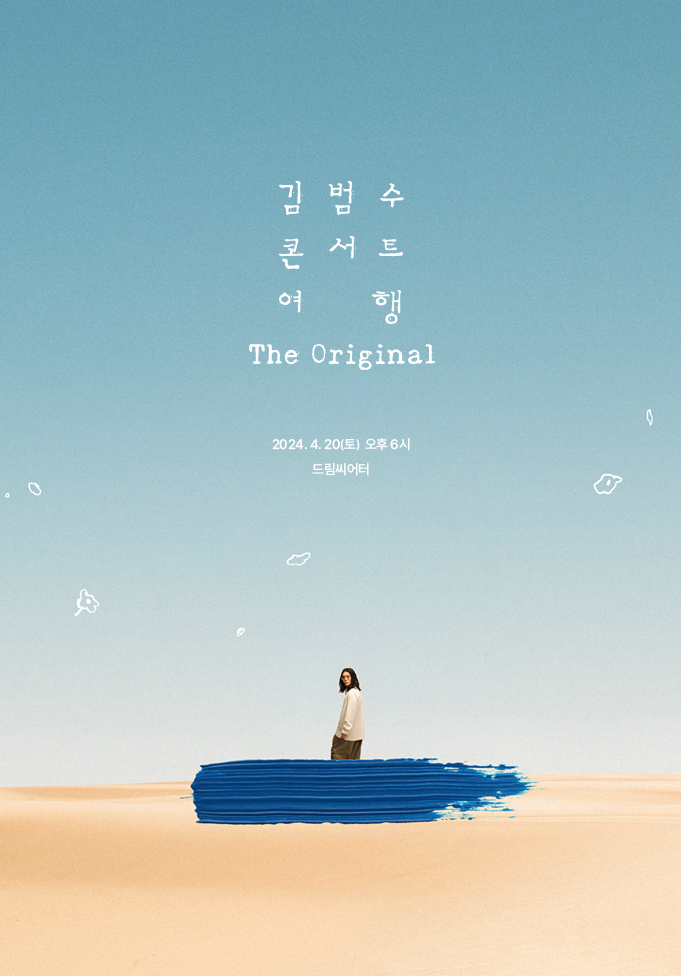 김 범 수
콘 서 트
여 행
The Original
2024. 4. 20(토) 오후 6시
드림씨어터